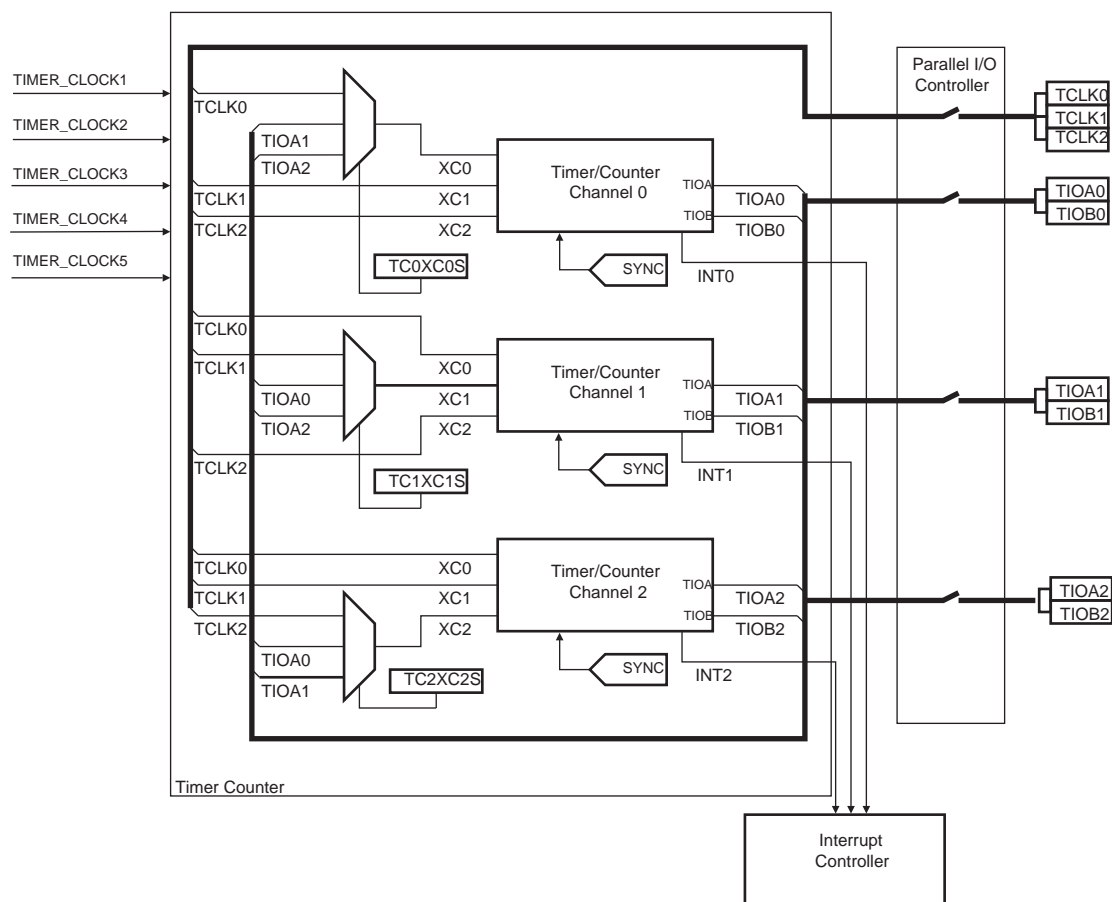 TIMER_CLOCK1
TIMER_CLOCK2
TIMER_CLOCK3
TIMER_CLOCK4
TIMER_CLOCK5
TCLK0
TIOA1
TIOA2
TCLK1
TCLK2
XC0
XC1
XC2
TC0XC0S
Timer/Counter
Channel 0
TIOA
TIOB
TIOA0
TIOB0
SYNC
INT0
TCLK0
TCLK1
TIOA0
TIOA2
TCLK2
XC0
XC1
XC2
TC1XC1S
Timer/Counter
Channel 1
TIOA
TIOB
TIOA1
TIOB1
SYNC
INT1
TCLK0
TCLK1
TCLK2
TIOA0
TIOA1
XC0
XC1
XC2
TC2XC2S
Timer/Counter
Channel 2
TIOA
TIOB
TIOA2
TIOB2
SYNC
INT2
Timer Counter
Parallel I/O
Controller
TCLK0
TCLK1
TCLK2
TIOA0
TIOB0
TIOA1
TIOB1
TIOA2
TIOB2
Interrupt
Controller